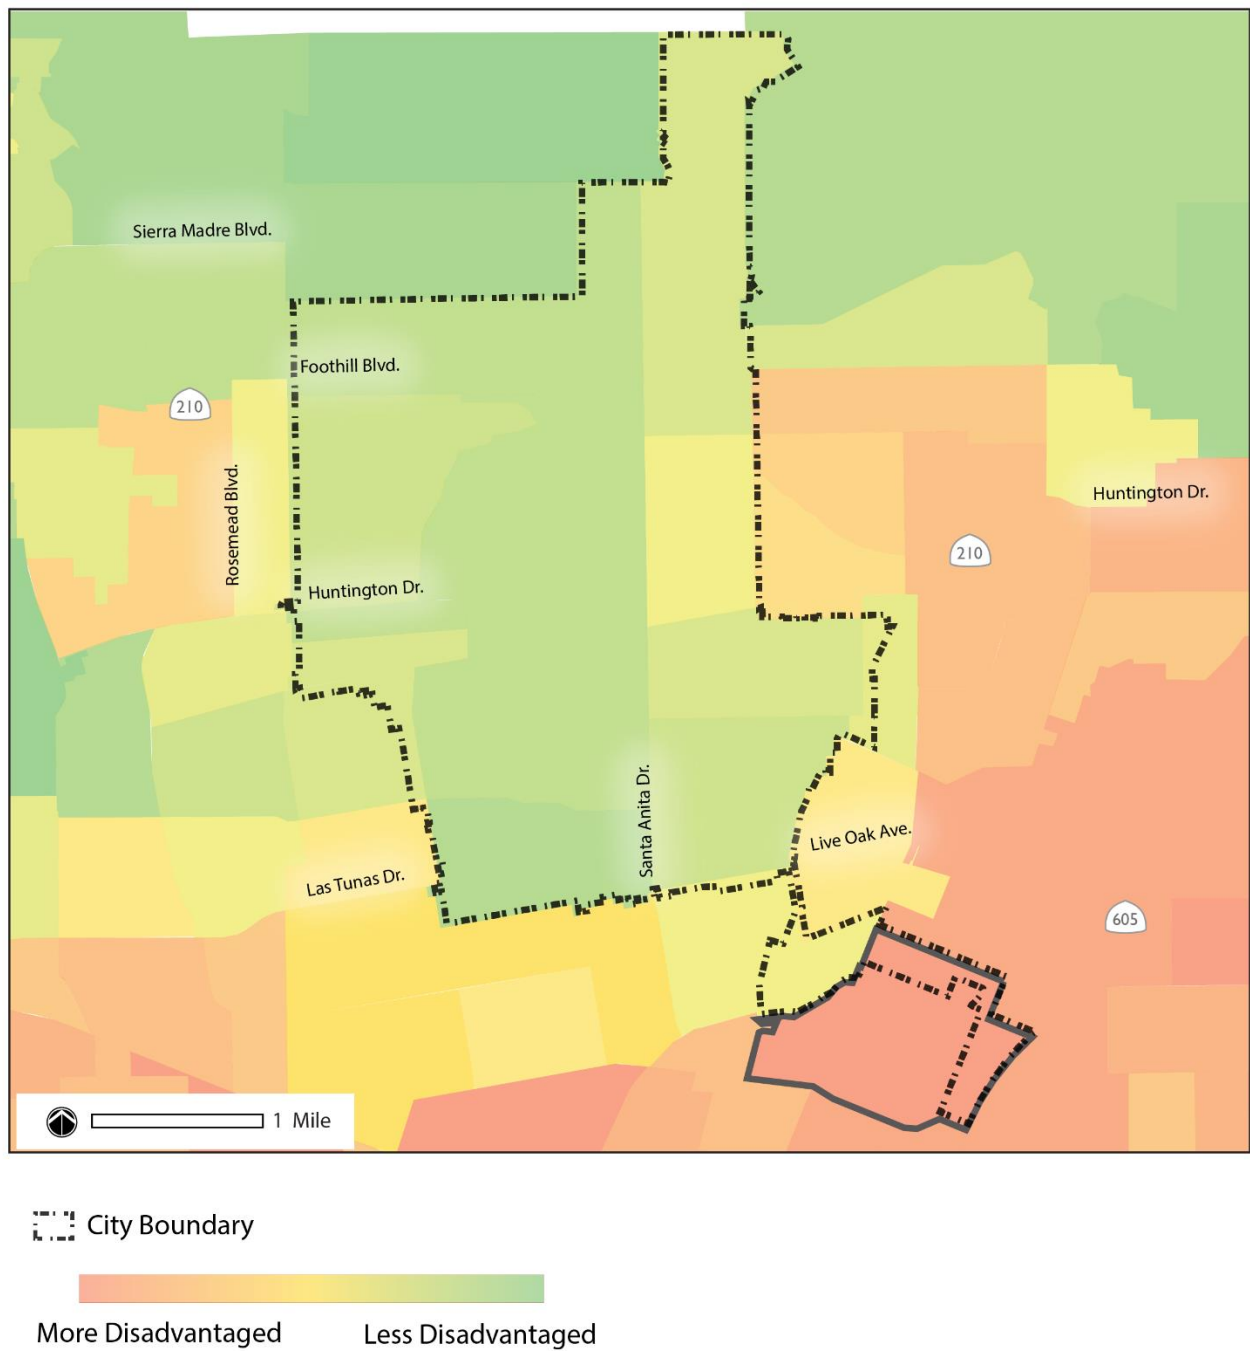 Sierra Madre Blvd.
Foothill Blvd.
210
Rosemead Blvd.
Huntington Dr.
210
Huntington Dr.
Santa Anita Dr.
Live Oak Ave.
Las Tunas Dr.
605
1 Mile
City Boundary
More Disadvantaged
Less Disadvantaged